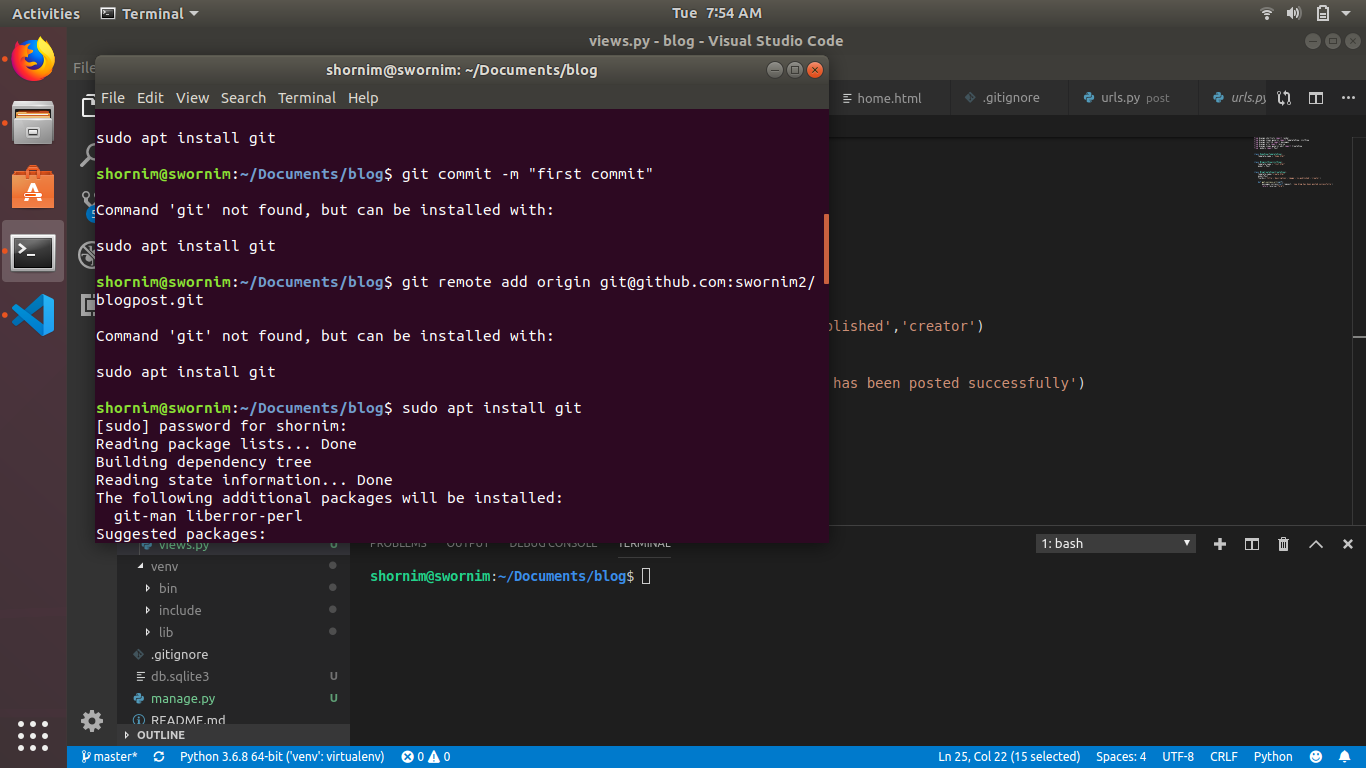 Activities
Terminal
Tue 7:54 AM
views.py - blog - Visual Studio Code
File
shornim@swornim: ~/Documents/blog
File Edit View Search Terminal Help
home.html
.gitignore
urls.py post
urls.py
sudo apt install git
shornim@swornim:~/Documents/blog$ git commit -m "first commit"
Command 'git' not found, but can be installed with:
sudo apt install git
shornim@swornim:~/Documents/blog$ git remote add origin git@github.com:swornim2/
blogpost.git
Command 'git' not found, but can be installed with:
sudo apt install git
shornim@swornim:~/Documents/blog$ sudo apt install git
[sudo] password for shornim:
Reading package lists... Done
Building dependency tree
Reading state information... Done
The following additional packages will be installed:
git-man liberror-perl
Suggested packages:
blished','creator')
has been posted successfully')
views.py U
venv
bin
include
lib
.gitignore
db.sqlite3 U
manage.py U
README.md
OUTLINE
PROBLEMS OUTPUT DEBUG CONSOLE TERMINAL
1: bash
shornim@swornim:~/Documents/blog$
master*
Python 3.6.8 64-bit ('venv': virtualenv)
0 0
Ln 25, Col 22 (15 selected)
Spaces: 4
UTF-8
CRLF
Python